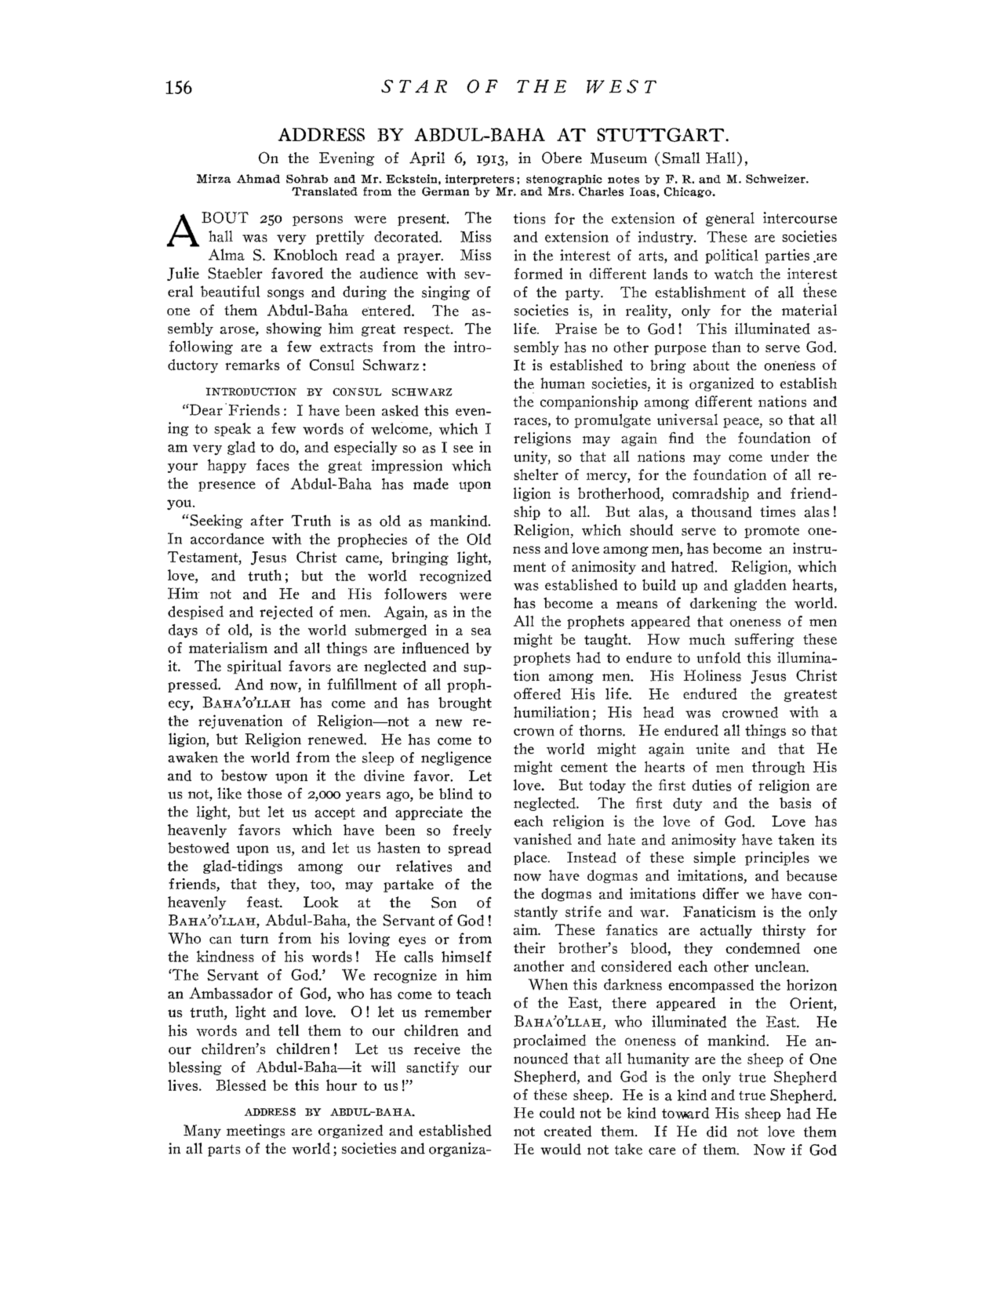 156
STAR OF THE WEST
ADDRESS BY ABDUL-BAHA AT STUTTGART.
On the Evening of April 6, 1913, in Obere Museum (Small Hall),
Mirza Ahmad Sohrab and Mr. Eckstein, interpreters; stenographic notes by F. R. and M. Schweizer.
Translated from the German by Mr. and Mrs. Charles Ioas, Chicago.
ABOUT 250 persons were present. The
hall was very prettily decorated. Miss
Alma S. Knobloch read a prayer. Miss
Julie Staebler favored the audience with sev-
eral beautiful songs and during the singing of
one of them Abdul-Baha entered. The as-
sembly arose, showing him great respect. The
following are a few extracts from the intro-
ductory remarks of Consul Schwarz:
INTRODUCTION BY CONSUL SCHWARZ
"Dear Friends: I have been asked this even-
ing to speak a few words of welcome, which I
am very glad to do, and especially so as I see in
your happy faces the great impression which
the presence of Abdul-Baha has made upon
you.
"Seeking after Truth is as old as mankind.
In accordance with the prophecies of the Old
Testament, Jesus Christ came, bringing light,
love, and truth; but the world recognized
Him not and He and His followers were
despised and rejected of men. Again, as in the
days of old, is the world submerged in a sea
of materialism and all things are influenced by
it. The spiritual favors are neglected and sup-
pressed. And now, in fulfillment of all proph-
ecy, BAHA'O'LLAH has come and has brought
the rejuvenation of Religion—not a new re-
ligion, but Religion renewed. He has come to
awaken the world from the sleep of negligence
and to bestow upon it the divine favor. Let
us not, like those of 2,000 years ago, be blind to
the light, but let us accept and appreciate the
heavenly favors which have been so freely
bestowed upon us, and let us hasten to spread
the glad-tidings among our relatives and
friends, that they, too, may partake of the
heavenly feast. Look at the Son of
BAHA'O'LLAH, Abdul-Baha, the Servant of God!
Who can turn from his loving eyes or from
the kindness of his words! He calls himself
'The Servant of God.' We recognize in him
an Ambassador of God, who has come to teach
us truth, light and love. O! let us remember
his words and tell them to our children and
our children's children! Let us receive the
blessing of Abdul-Baha—it will sanctify our
lives. Blessed be this hour to us!"
ADDRESS BY ABDUL-BAHA.
Many meetings are organized and established
in all parts of the world; societies and organiza-
tions for the extension of general intercourse
and extension of industry. These are societies
in the interest of arts, and political parties are
formed in different lands to watch the interest
of the party. The establishment of all these
societies is, in reality, only for the material
life. Praise be to God! This illuminated as-
sembly has no other purpose than to serve God.
It is established to bring about the oneness of
the human societies, it is organized to establish
the companionship among different nations and
races, to promulgate universal peace, so that all
religions may again find the foundation of
unity, so that all nations may come under the
shelter of mercy, for the foundation of all re-
ligion is brotherhood, comradship and friend-
ship to all. But alas, a thousand times alas!
Religion, which should serve to promote one-
ness and love among men, has become an instru-
ment of animosity and hatred. Religion, which
was established to build up and gladden hearts,
has become a means of darkening the world.
All the prophets appeared that oneness of men
might be taught. How much suffering these
prophets had to endure to unfold this illumina-
tion among men. His Holiness Jesus Christ
offered His life. He endured the greatest
humiliation; His head was crowned with a
crown of thorns. He endured all things so that
the world might again unite and that He
might cement the hearts of men through His
love. But today the first duties of religion are
neglected. The first duty and the basis of
each religion is the love of God. Love has
vanished and hate and animosity have taken its
place. Instead of these simple principles we
now have dogmas and imitations, and because
the dogmas and imitations differ we have con-
stantly strife and war. Fanaticism is the only
aim. These fanatics are actually thirsty for
their brother's blood, they condemned one
another and considered each other unclean.
When this darkness encompassed the horizon
of the East, there appeared in the Orient,
BAHA'O'LLAH, who illuminated the East. He
proclaimed the oneness of mankind. He an-
nounced that all humanity are the sheep of One
Shepherd, and God is the only true Shepherd
of these sheep. He is a kind and true Shepherd.
He could not be kind toward His sheep had He
not created them. If He did not love them
He would not take care of them. Now if God